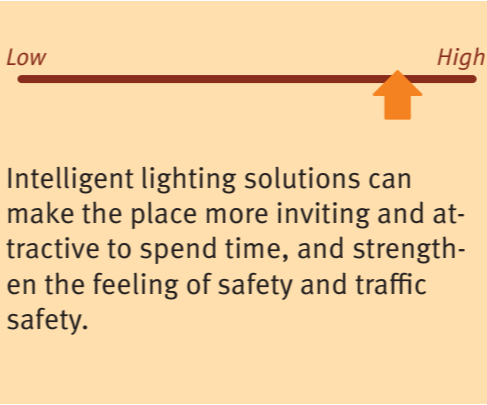 Low High
Intelligent lighting solutions can
make the place more inviting and at-
tractive to spend time, and strength-
en the feeling of safety and traffic
safety.